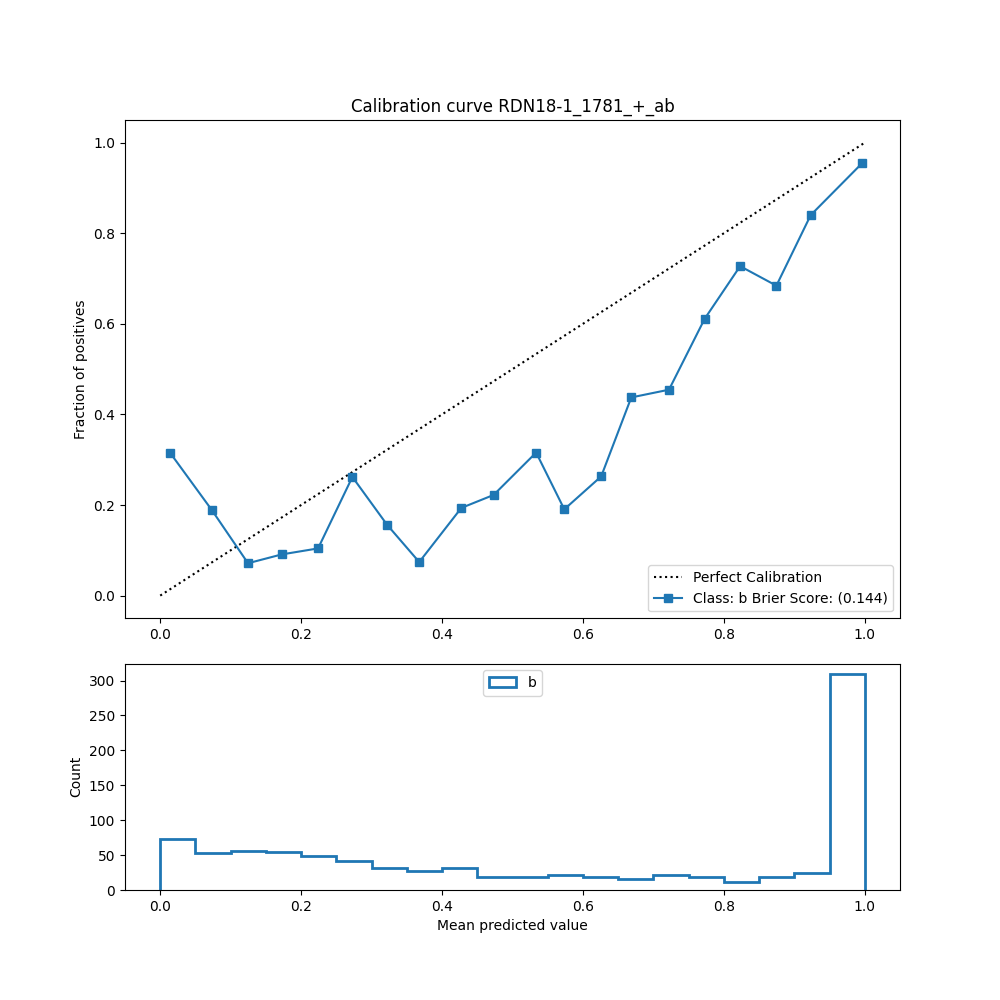 Calibration curve RDN18-1_1781_+_ab
1.0
0.8
0.6
0.4
0.2
0.0
Fraction of positives
Perfect Calibration
Class: b Brier Score: (0.144)
0.0 0.2 0.4 0.6 0.8 1.0
b
300
250
200
150
100
50
0
Count
0.0 0.2 0.4 0.6 0.8 1.0
Mean predicted value